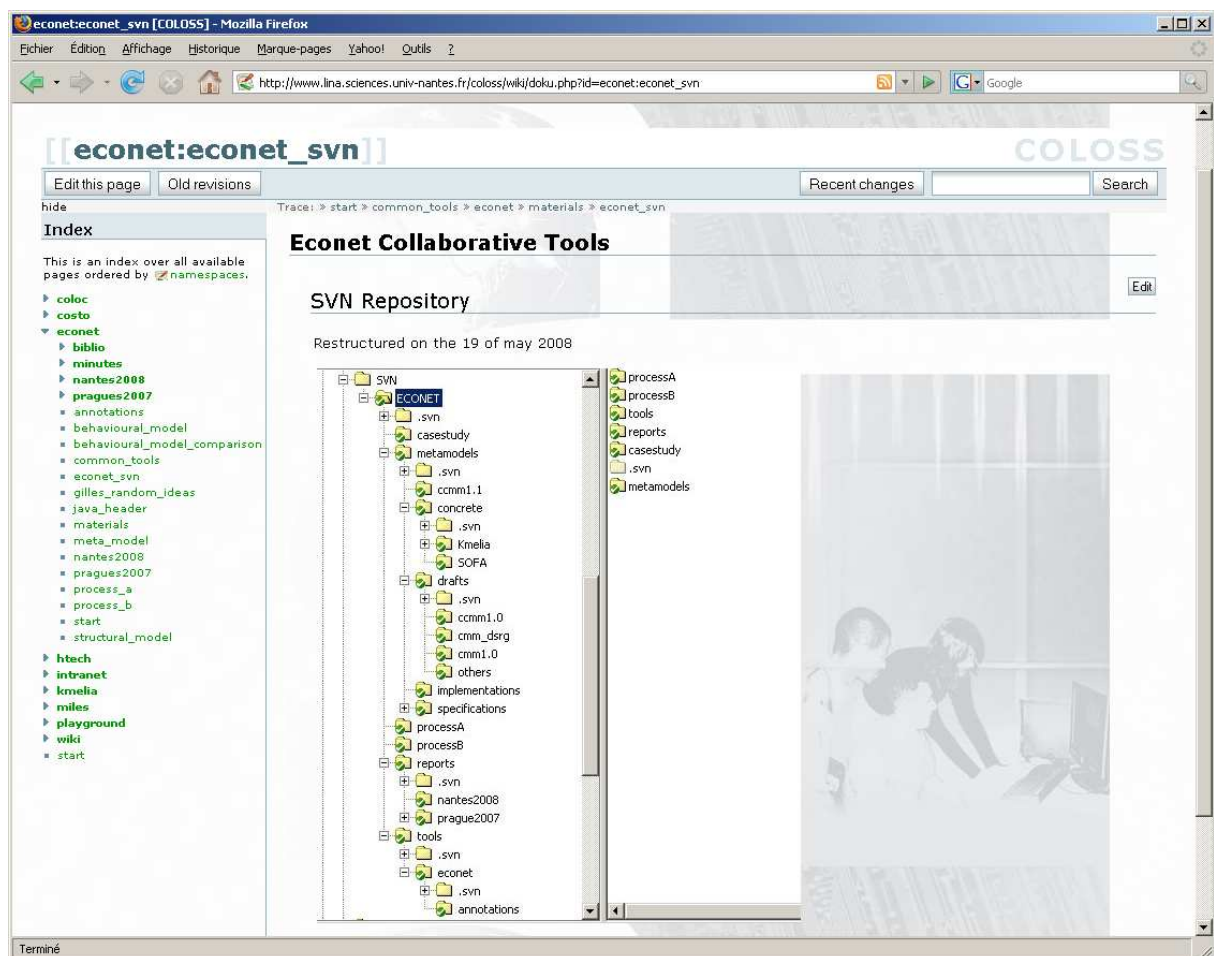 econet:econet_svn [COLOSS] - Mozilla Firefox
Fichier Édition Affichage Historique Marque-pages Yahoo! Outils ?
http://www.lina.sciences.univ-nantes.fr/coloss/wiki/doku.php?id=econet:econet_svn
G Google
[[econet:econet_svn]]
COLOSS
Edit this page Old revisions
Recent changes Search
hide
Trace: » start » common_tools » econet » materials » econet_svn
Index
This is an index over all available
pages ordered by namespaces.
coloc
costo
econet
biblio
minutes
nantes2008
pragues2007
annotations
behavioural_model
behavioural_model_comparison
common_tools
econet_svn
gilles_random_ideas
java_header
materials
meta_model
nantes2008
pragues2007
process_a
process_b
start
structural_model
htech
intranet
kmelia
miles
playground
wiki
start
Econet Collaborative Tools
Edit
SVN Repository
Restructured on the 19 of may 2008
SVN
ECONET
.svn
casestudy
metamodels
.svn
ccmm1.1
concrete
.svn
Kmelia
SOFA
drafts
.svn
ccmm1.0
cmm_dsrg
cmm1.0
others
implementations
specifications
processA
processB
reports
.svn
nantes2008
prague2007
tools
.svn
econet
.svn
annotations
processA
processB
tools
reports
casestudy
.svn
metamodels
Terminé